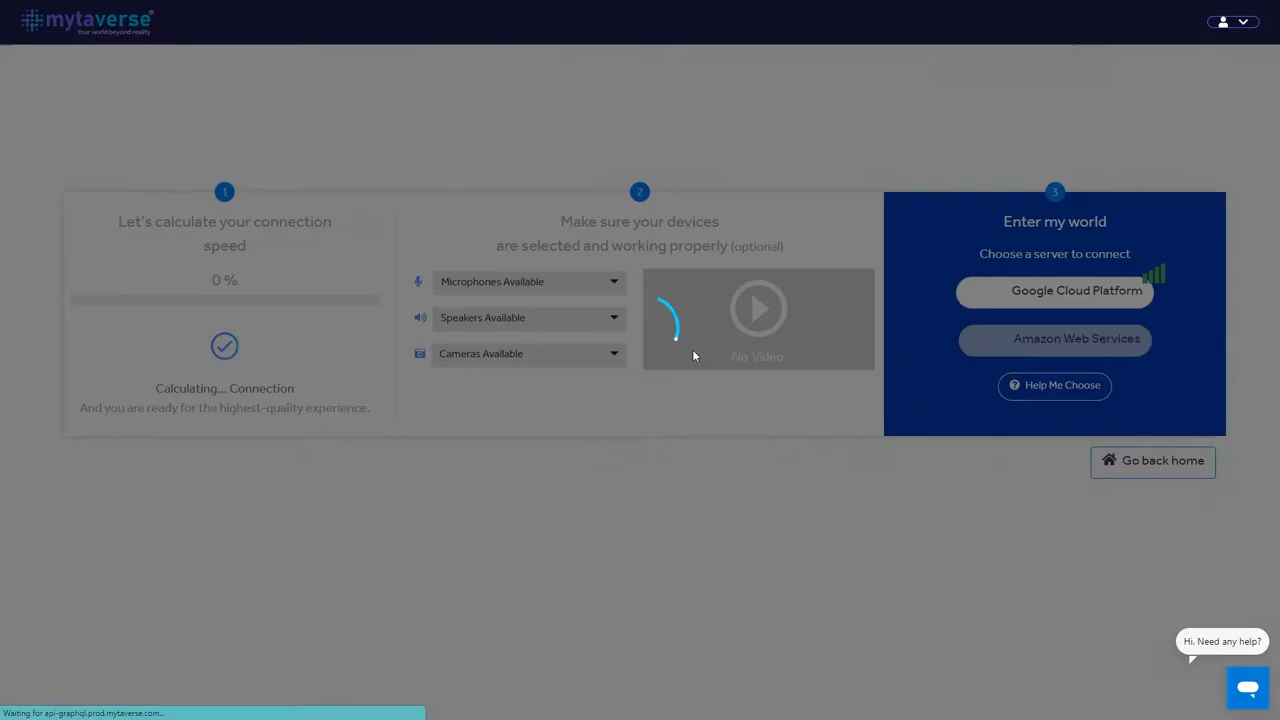 mytaverse®
Your world beyond reality
1
Let's calculate your connection
speed
0 %
Calculating... Connection
And you are ready for the highest-quality experience.
2
Make sure your devices
are selected and working properly (optional)
Microphones Available
Speakers Available
Cameras Available
No Video
3
Enter my world
Choose a server to connect
Google Cloud Platform
Amazon Web Services
Help Me Choose
Go back home
Hi. Need any help?
Waiting for api-graphql.prod.mytaverse.com...